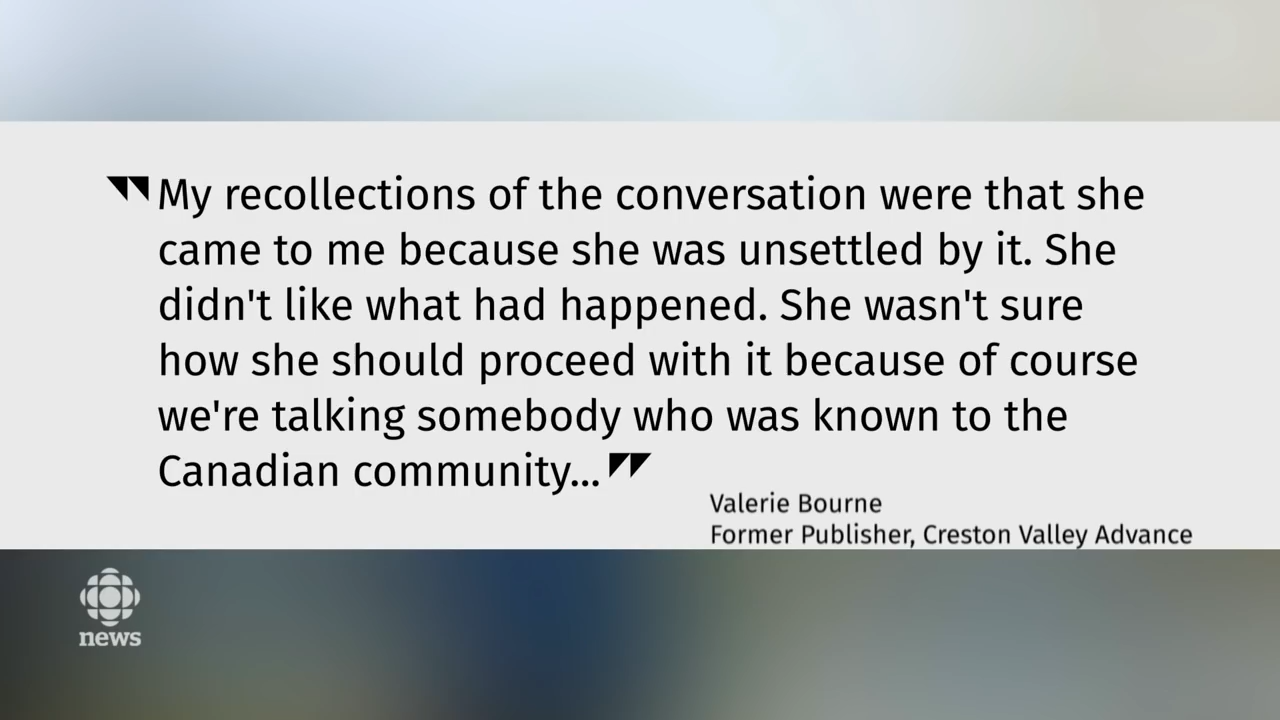 "My recollections of the conversation were that she
came to me because she was unsettled by it. She
didn't like what had happened. She wasn't sure
how she should proceed with it because of course
we're talking somebody who was known to the
Canadian community..."
Valerie Bourne
Former Publisher, Creston Valley Advance
news